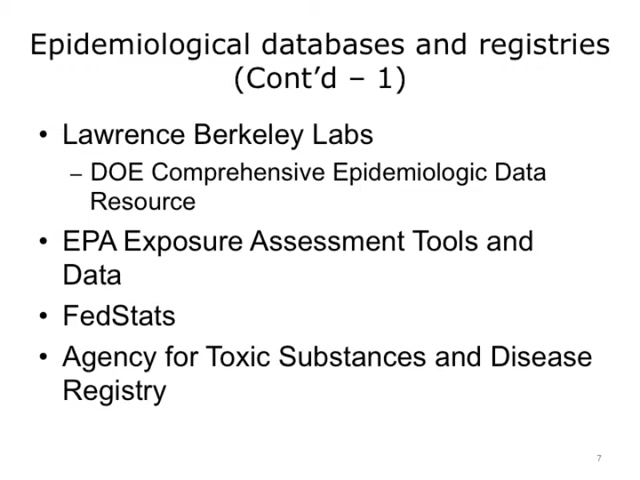 Epidemiological databases and registries
(Cont’d – 1)
• Lawrence Berkeley Labs
– DOE Comprehensive Epidemiologic Data
Resource
• EPA Exposure Assessment Tools and
Data
• FedStats
• Agency for Toxic Substances and Disease
Registry
7